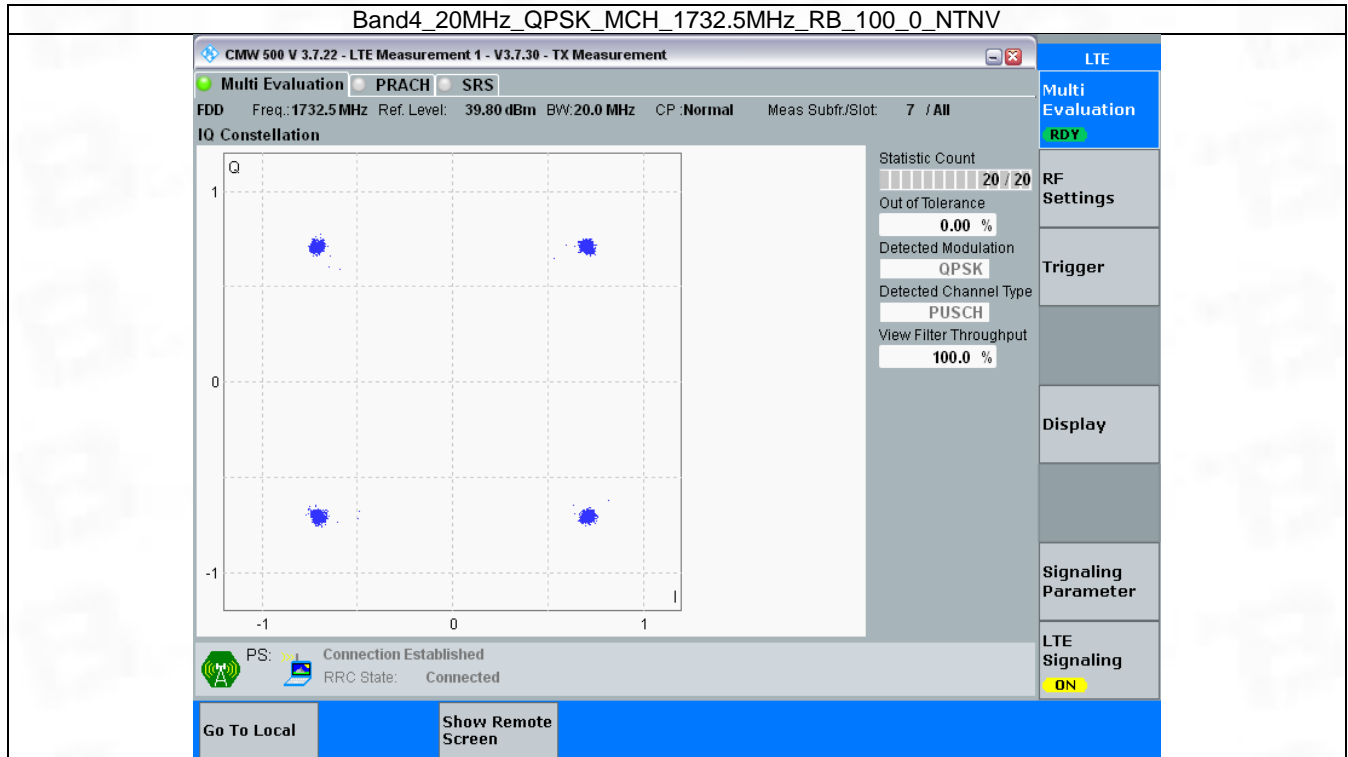 Band4_20MHz_QPSK_MCH_1732.5MHz_RB_100_0_NTNV
CMW 500 V 3.7.22 - LTE Measurement 1 - V3.7.30 - TX Measurement
Multi Evaluation PRACH SRS
FDD Freq.:1732.5 MHz Ref. Level: 39.80 dBm BW:20.0 MHz CP :Normal Meas Subfr./Slot: 7 / All
IQ Constellation
Q
1
0
-1
I
-1 0 1
Statistic Count
20 / 20
Out of Tolerance
0.00 %
Detected Modulation
QPSK
Detected Channel Type
PUSCH
View Filter Throughput
100.0 %
PS: Connection Established
RRC State: Connected
LTE
Multi
Evaluation
RDY
RF
Settings
Trigger
Display
Signaling
Parameter
LTE
Signaling
ON
Go To Local
Show Remote
Screen